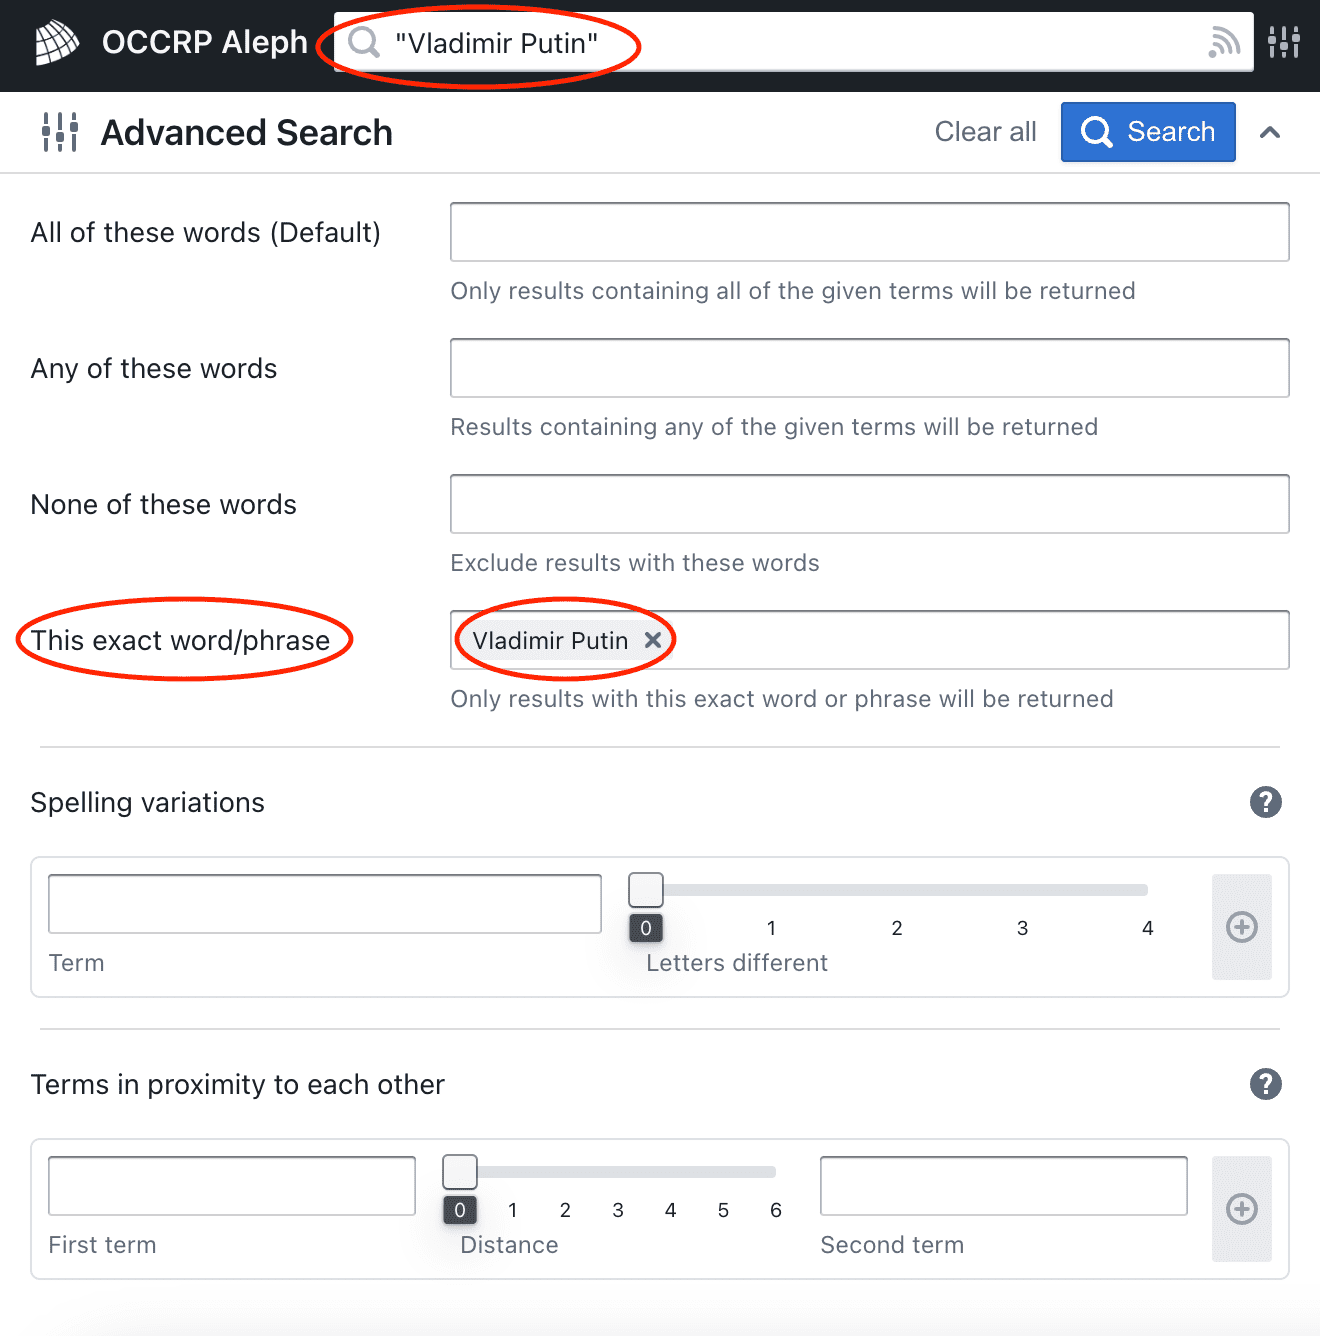 OCCRP Aleph "Vladimir Putin"
Advanced Search Clear all Search
All of these words (Default)
Only results containing all of the given terms will be returned
Any of these words
Results containing any of the given terms will be returned
None of these words
Exclude results with these words
This exact word/phrase Vladimir Putin
Only results with this exact word or phrase will be returned
Spelling variations ?
0 1 2 3 4
Term Letters different
Terms in proximity to each other ?
0 1 2 3 4 5 6
First term Distance Second term